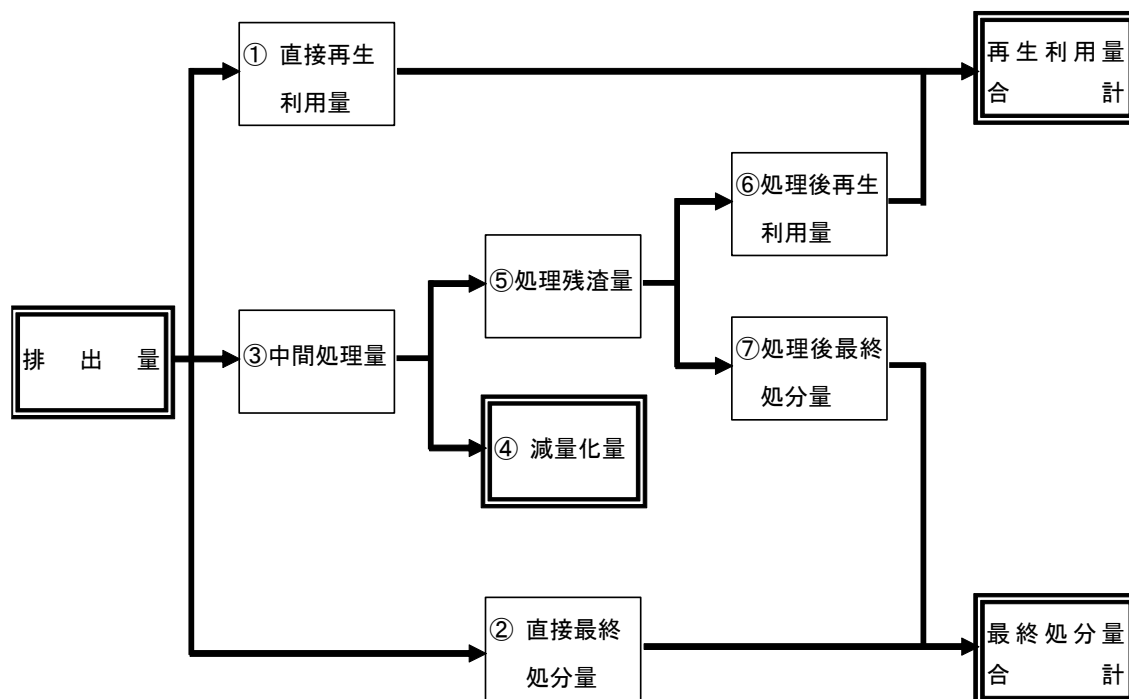 ① 直接再生
利用量
再生利用量
合計
⑥処理後再生
利用量
⑤処理残渣量
排出量
③中間処理量
⑦処理後最終
処分量
④ 減量化量
② 直接最終
処分量
最終処分量
合計